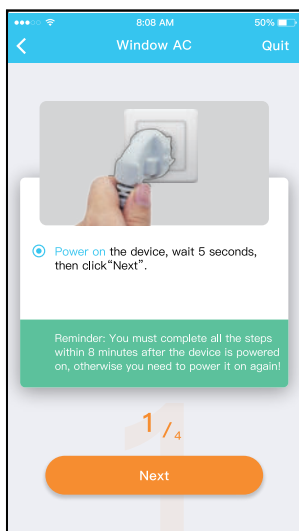 8:08 AM
50%
Window AC
Quit
Power on the device, wait 5 seconds,
then click“Next”.
Reminder: You must complete all the steps
within 8 minutes after the device is powered
on, otherwise you need to power it on again!
1/4
Next